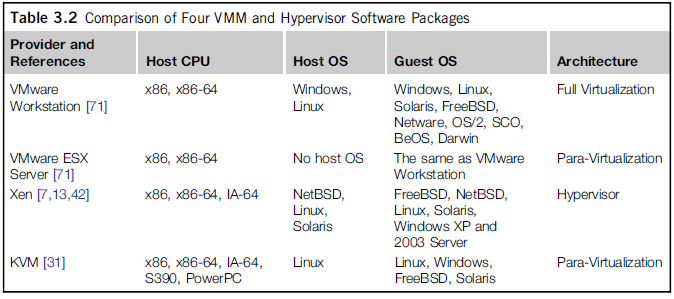 Table 3.2 Comparison of Four VMM and Hypervisor Software Packages
Provider and References Host CPU Host OS Guest OS Architecture
VMware Workstation [71] x86, x86-64 Windows, Linux Windows, Linux, Solaris, FreeBSD, Netware, OS/2, SCO, BeOS, Darwin Full Virtualization
VMware ESX Server [71] x86, x86-64 No host OS The same as VMware Workstation Para-Virtualization
Xen [7,13,42] x86, x86-64, IA-64 NetBSD, Linux, Solaris FreeBSD, NetBSD, Linux, Solaris, Windows XP and 2003 Server Hypervisor
KVM [31] x86, x86-64, IA-64, S390, PowerPC Linux Linux, Windows, FreeBSD, Solaris Para-Virtualization